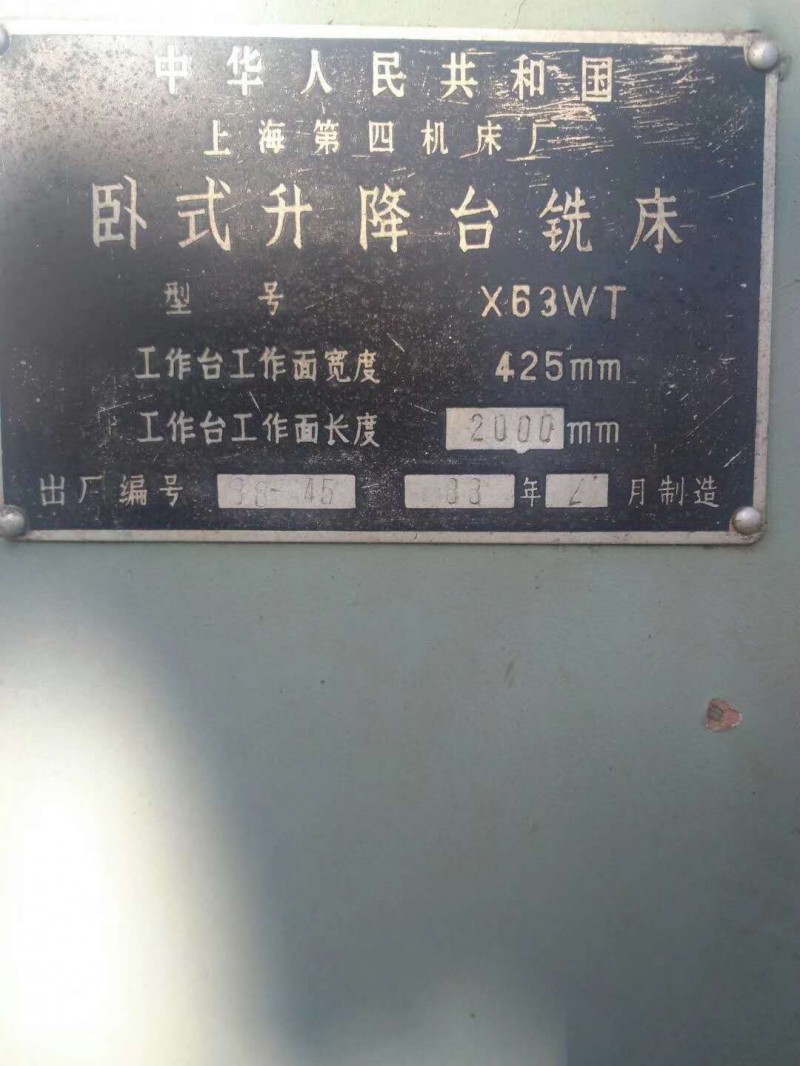 中华人民共和国
上海第四机床厂
卧式升降台铣床
型号 X63WT
工作台工作面宽度 425mm
工作台工作面长度 2000mm
出厂编号 年 月制造